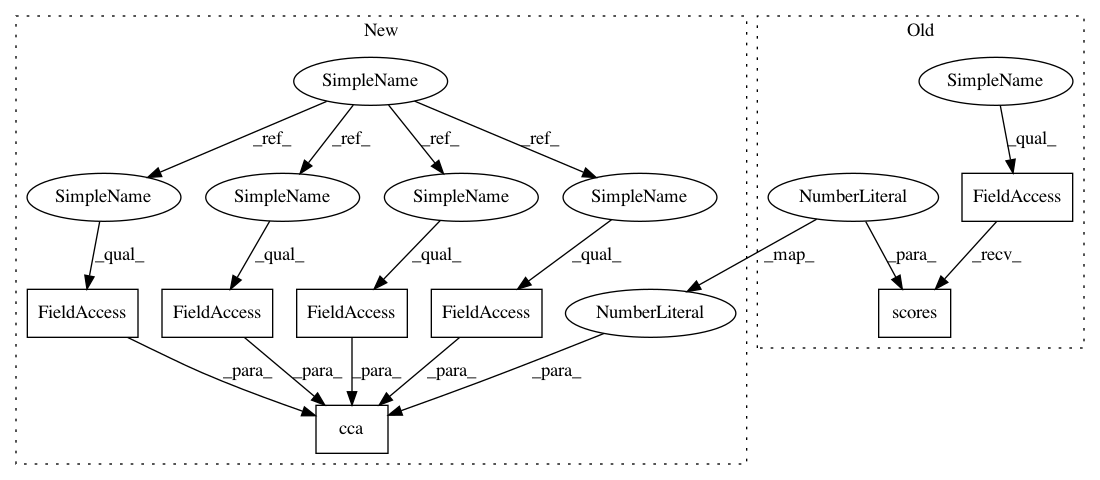 New
Old
SimpleName
SimpleName
_ref_
_ref_
_ref_
_ref_
_qual_
SimpleName
SimpleName
SimpleName
SimpleName
NumberLiteral
FieldAccess
_qual_
_qual_
_qual_
_qual_
_map_
_para_
_recv_
FieldAccess
FieldAccess
FieldAccess
FieldAccess
NumberLiteral
scores
_para_
_para_
_para_
_para_
_para_
cca